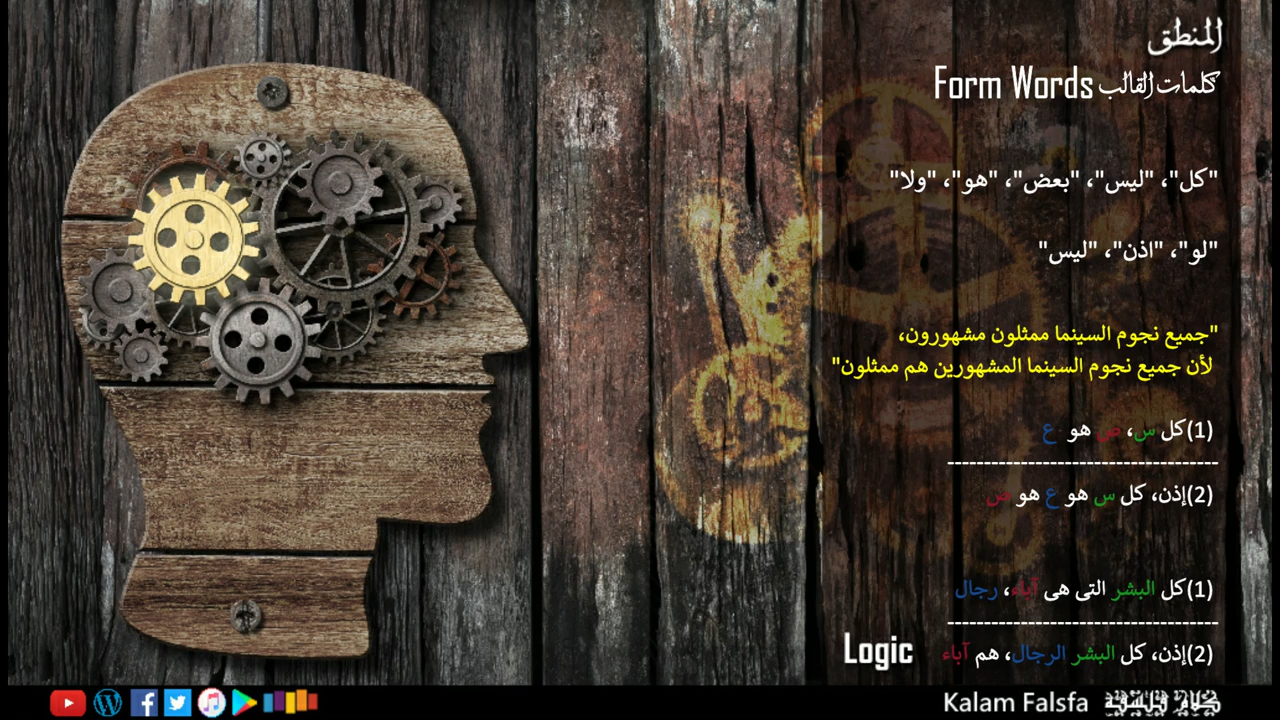 المنطق
كلمات القالب Form Words
"كل"، "ليس"، "بعض"، "هو"، "ولا"
"لو"، "اذن"، "ليس"
"جميع نجوم السينما ممثلون مشهورون،
لأن جميع نجوم السينما المشهورين هم ممثلون"
(1)كل س، ص هو ع
-------------------------------------
(2)إذن، كل س هو ع هو ص
(1)كل البشر التى هى آباء، رجال
-------------------------------------
(2)إذن، كل البشر الرجال، هم آباء
Logic
Kalam Falsfa كلام فلسفة